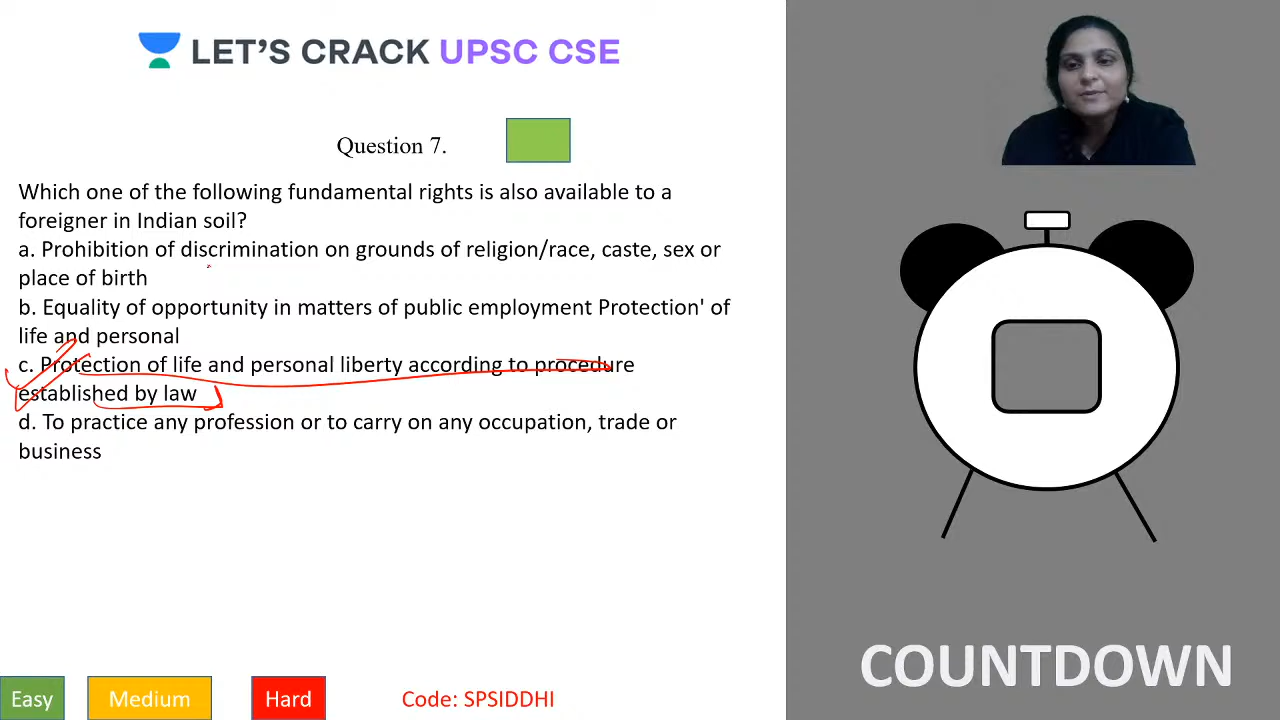 LET'S CRACK UPSC CSE
Question 7.
Which one of the following fundamental rights is also available to a
foreigner in Indian soil?
a. Prohibition of discrimination on grounds of religion/race, caste, sex or
place of birth
b. Equality of opportunity in matters of public employment Protection' of
life and personal
c. Protection of life and personal liberty according to procedure
established by law
d. To practice any profession or to carry on any occupation, trade or
business
COUNTDOWN
Easy
Medium
Hard
Code: SPSIDDHI